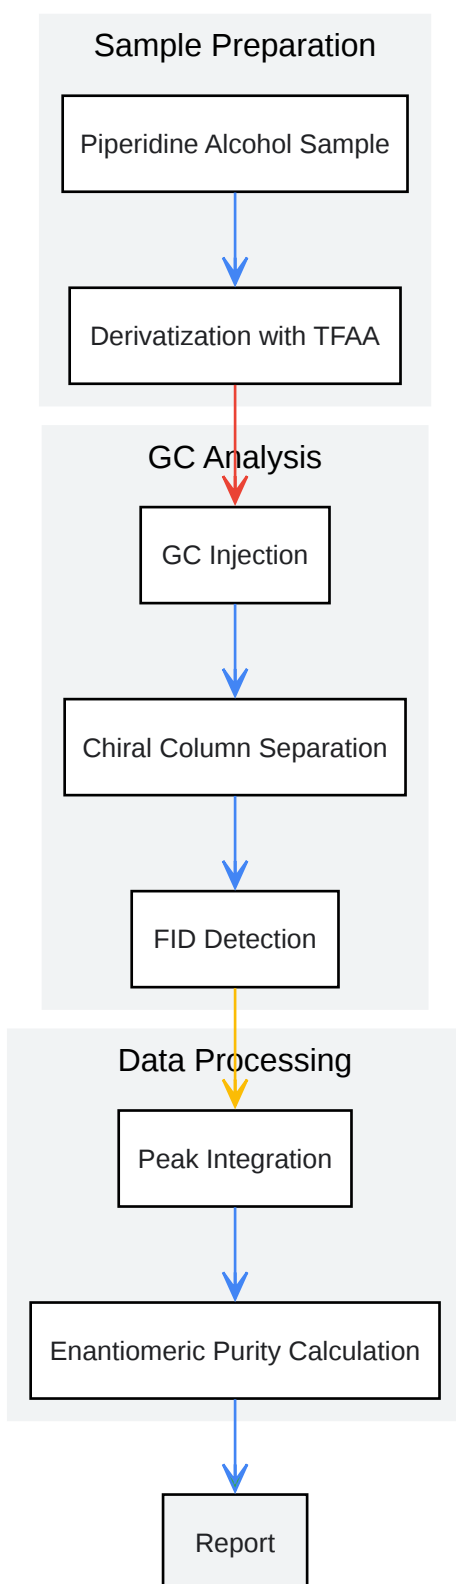 Sample Preparation
Piperidine Alcohol Sample
Derivatization with TFAA
GC Analysis
GC Injection
Chiral Column Separation
FID Detection
Data Processing
Peak Integration
Enantiomeric Purity Calculation
Report